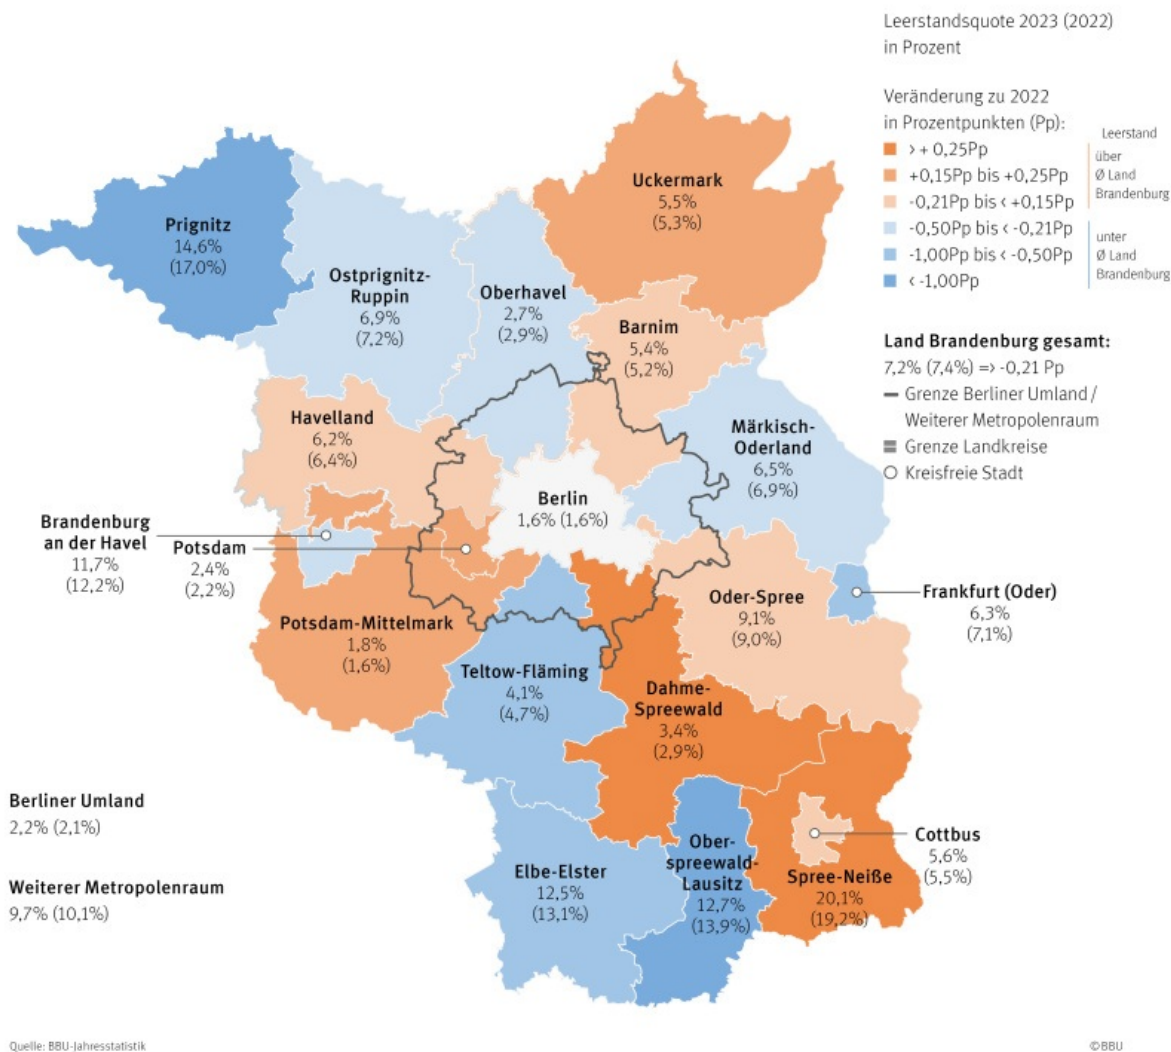 Leerstandsquote 2023 (2022)
in Prozent
Veränderung zu 2022
in Prozentpunkten (Pp):
Leerstand
> + 0,25Pp
+0,15Pp bis +0,25Pp
-0,21Pp bis < +0,15Pp
über
Ø Land
Brandenburg
-0,50Pp bis < -0,21Pp
-1,00Pp bis < -0,50Pp
< -1,00Pp
unter
Ø Land
Brandenburg
Land Brandenburg gesamt:
7,2% (7,4%) => -0,21 Pp
Grenze Berliner Umland /
Weiterer Metropolenraum
Grenze Landkreise
Kreisfreie Stadt
Uckermark
5,5%
(5,3%)
Prignitz
14,6%
(17,0%)
Ostprignitz-
Ruppin
6,9%
(7,2%)
Oberhavel
2,7%
(2,9%)
Barnim
5,4%
(5,2%)
Havelland
6,2%
(6,4%)
Märkisch-
Oderland
6,5%
(6,9%)
Berlin
1,6% (1,6%)
Brandenburg
an der Havel
11,7%
(12,2%)
Potsdam
2,4%
(2,2%)
Potsdam-Mittelmark
1,8%
(1,6%)
Oder-Spree
9,1%
(9,0%)
Frankfurt (Oder)
6,3%
(7,1%)
Teltow-Fläming
4,1%
(4,7%)
Dahme-
Spreewald
3,4%
(2,9%)
Berliner Umland
2,2% (2,1%)
Weiterer Metropolenraum
9,7% (10,1%)
Elbe-Elster
12,5%
(13,1%)
Ober-
spreewald-
Lausitz
12,7%
(13,9%)
Spree-Neiße
20,1%
(19,2%)
Cottbus
5,6%
(5,5%)
Quelle: BBU-Jahresstatistik
©BBU